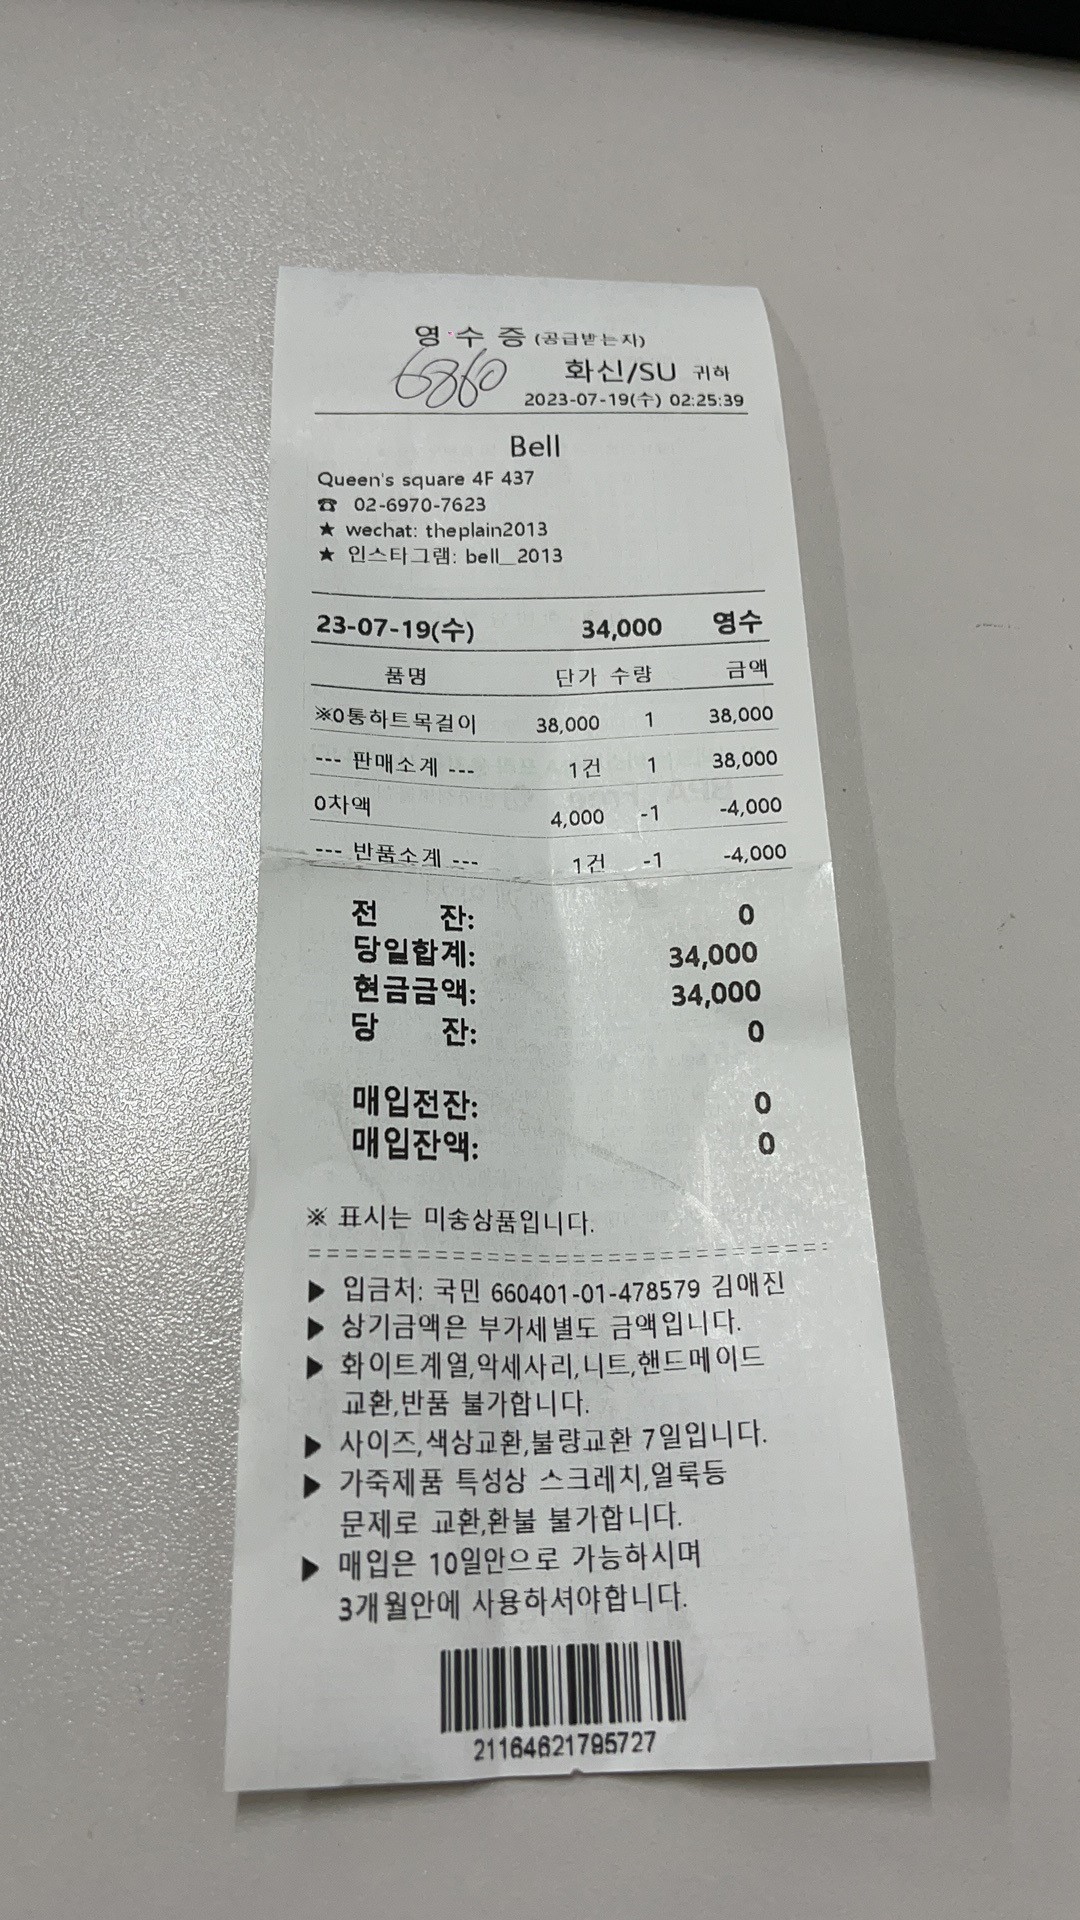 영 수 증 (공급받는자)
6860 화신/SU 귀하
2023-07-19(수) 02:25:39
Bell
Queen's square 4F 437
☎ 02-6970-7623
★ wechat: theplain2013
★ 인스타그램: bell__2013
23-07-19(수) 34,000 영수
품명 단가 수량 금액
※0통하트목걸이 38,000 1 38,000
--- 판매소계 --- 1건 1 38,000
0차액 4,000 -1 -4,000
--- 반품소계 --- 1건 -1 -4,000
전 잔: 0
당일합계: 34,000
현금금액: 34,000
당 잔: 0
매입전잔: 0
매입잔액: 0
※ 표시는 미송상품입니다.
==============================
▶ 입금처: 국민 660401-01-478579 김애진
▶ 상기금액은 부가세별도 금액입니다.
▶ 화이트계열,악세사리,니트,핸드메이드
교환,반품 불가합니다.
▶ 사이즈,색상교환,불량교환 7일입니다.
▶ 가죽제품 특성상 스크레치,얼룩등
문제로 교환,환불 불가합니다.
▶ 매입은 10일안으로 가능하시며
3개월안에 사용하셔야합니다.
21164621795727